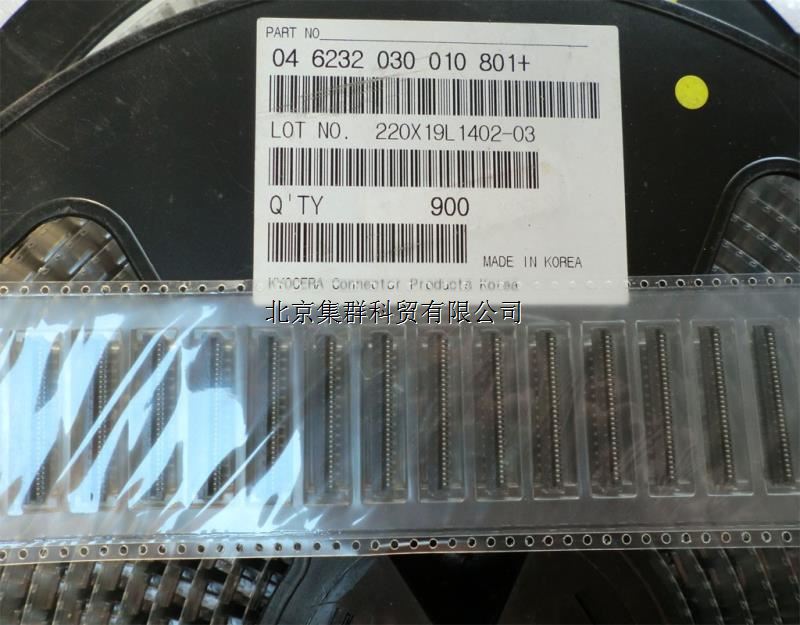 PART NO
04 6232 030 010 801+
LOT NO. 220X19L1402-03
Q'TY 900
MADE IN KOREA
KYOCERA Connector Products Korea
北京集群科贸有限公司